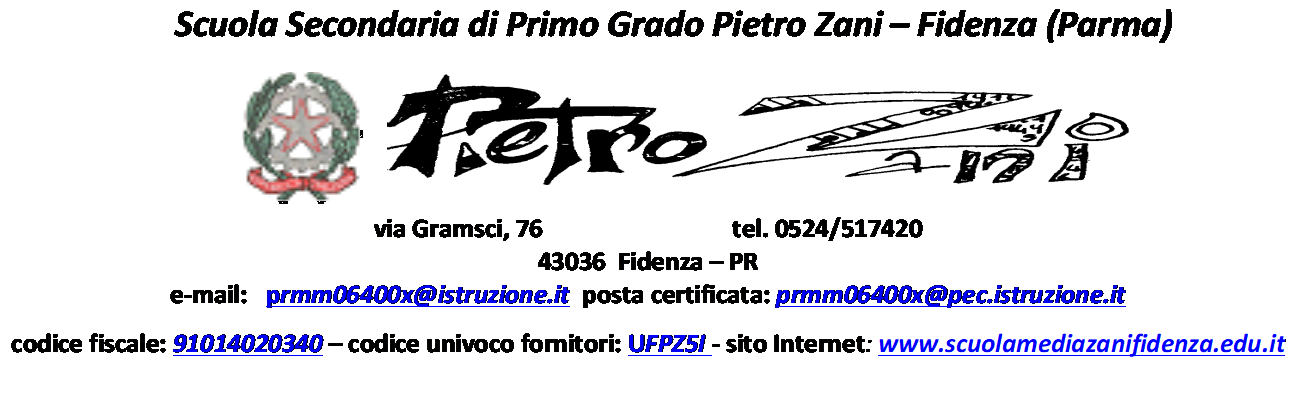 Scuola Secondaria di Primo Grado Pietro Zani – Fidenza (Parma)
Pietro Zani
via Gramsci, 76 tel. 0524/517420
43036 Fidenza – PR
e-mail: prmm06400x@istruzione.it posta certificata: prmm06400x@pec.istruzione.it
codice fiscale: 91014020340 – codice univoco fornitori: UFPZ5I - sito Internet: www.scuolamediazanifidenza.edu.it